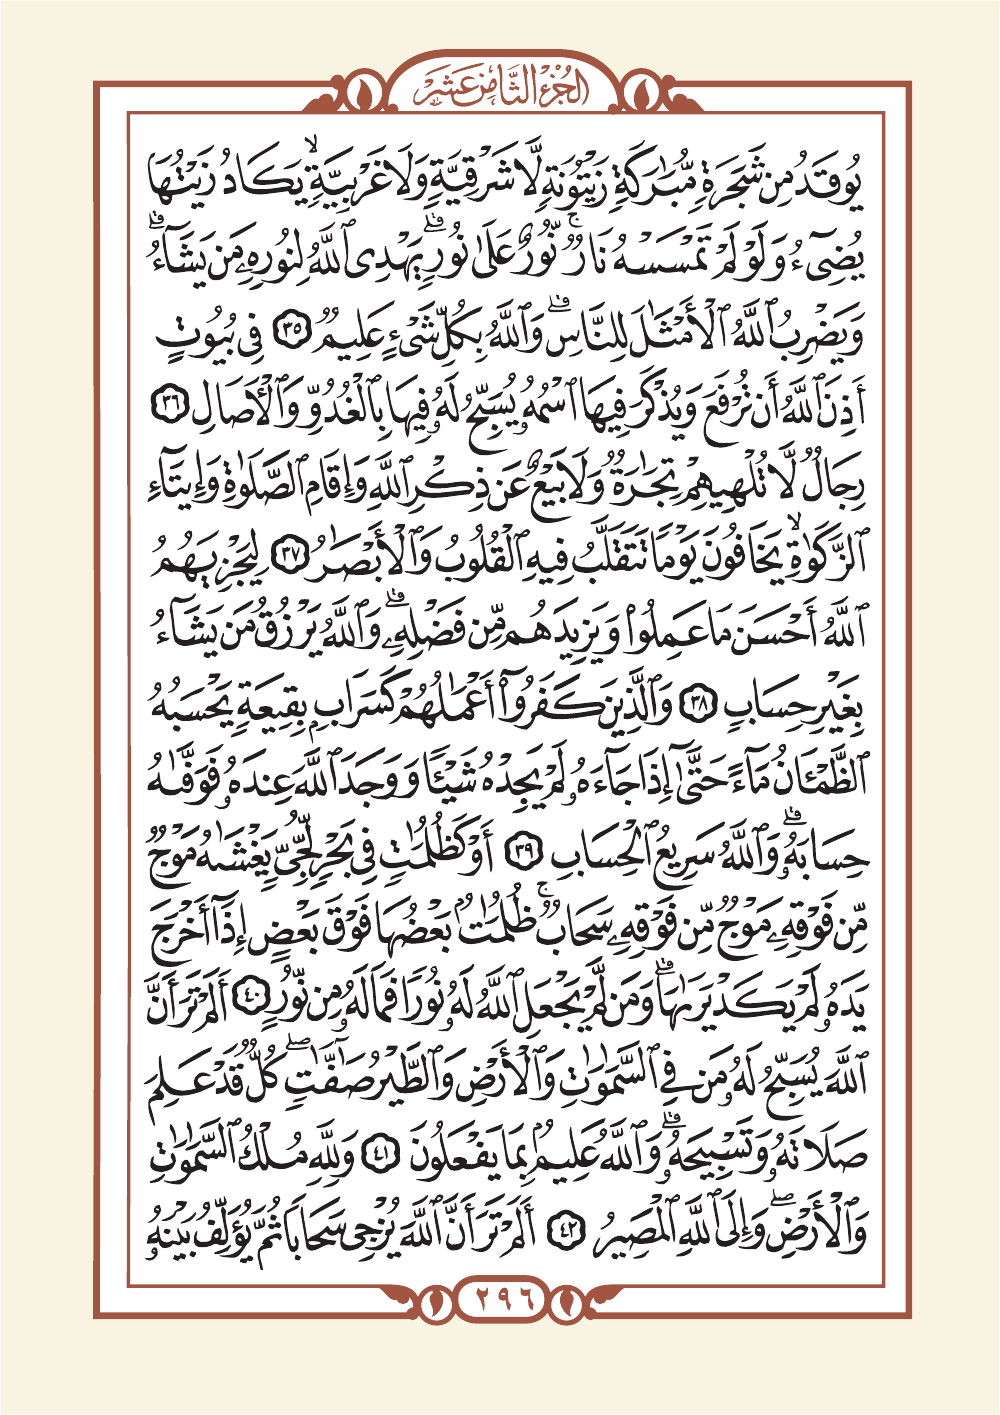 الجُزْءُ الثَّامِنَ عَشَرَ
يُوقَدُ مِن شَجَرَةٍ مُّبَٰرَكَةٍ زَيْتُونَةٍ لَّا شَرْقِيَّةٍ وَلَا غَرْبِيَّةٍۙ يَكَادُ زَيْتُهَا
يُضِىٓءُ وَلَوْ لَمْ تَمْسَسْهُ نَارٌۚ نُّورٌ عَلَىٰ نُورٍۗ يَهْدِى ٱللَّهُ لِنُورِهِۦ مَن يَشَآءُۗ
وَيَضْرِبُ ٱللَّهُ ٱلْأَمْثَٰلَ لِلنَّاسِۗ وَٱللَّهُ بِكُلِّ شَىْءٍ عَلِيمٌ ٣٥ فِى بُيُوتٍ
أَذِنَ ٱللَّهُ أَن تُرْفَعَ وَيُذْكَرَ فِيهَا ٱسْمُهُۥ يُسَبِّحُ لَهُۥ فِيهَا بِٱلْغُدُوِّ وَٱلْأَصَالِ ٣٦
رِجَالٌ لَّا تُلْهِيهِمْ تِجَٰرَةٌ وَلَا بَيْعٌ عَن ذِكْرِ ٱللَّهِ وَإِقَامِ ٱلصَّلَوٰةِ وَإِيتَآءِ
ٱلزَّكَوٰةِۙ يَخَافُونَ يَوْمًا تَتَقَلَّبُ فِيهِ ٱلْقُلُوبُ وَٱلْأَبْصَٰرُ ٣٧ لِيَجْزِيَهُمُ
ٱللَّهُ أَحْسَنَ مَا عَمِلُوا۟ وَيَزِيدَهُم مِّن فَضْلِهِۦۗ وَٱللَّهُ يَرْزُقُ مَن يَشَآءُ
بِغَيْرِ حِسَابٍ ٣٨ وَٱلَّذِينَ كَفَرُوٓا۟ أَعْمَٰلُهُمْ كَسَرَابٍۭ بِقِيعَةٍ يَحْسَبُهُ
ٱلظَّمْـَٔانُ مَآءً حَتَّىٰٓ إِذَا جَآءَهُۥ لَمْ يَجِدْهُ شَيْـًٔا وَوَجَدَ ٱللَّهَ عِندَهُۥ فَوَفَّىٰهُ
حِسَابَهُۥۗ وَٱللَّهُ سَرِيعُ ٱلْحِسَابِ ٣٩ أَوْ كَظُلُمَٰتٍ فِى بَحْرٍ لُّجِّىٍّ يَغْشَىٰهُ مَوْجٌ
مِّن فَوْقِهِۦ مَوْجٌ مِّن فَوْقِهِۦ سَحَابٌۚ ظُلُمَٰتٌۢ بَعْضُهَا فَوْقَ بَعْضٍ إِذَآ أَخْرَجَ
يَدَهُۥ لَمْ يَكَدْ يَرَىٰهَاۗ وَمَن لَّمْ يَجْعَلِ ٱللَّهُ لَهُۥ نُورًا فَمَا لَهُۥ مِن نُّورٍ ٤٠ أَلَمْ تَرَ أَنَّ
ٱللَّهَ يُسَبِّحُ لَهُۥ مَن فِى ٱلسَّمَٰوَٰتِ وَٱلْأَرْضِ وَٱلطَّيْرُ صَٰٓفَّٰتٍۖ كُلٌّ قَدْ عَلِمَ
صَلَاتَهُۥ وَتَسْبِيحَهُۥۗ وَٱللَّهُ عَلِيمٌۢ بِمَا يَفْعَلُونَ ٤١ وَلِلَّهِ مُلْكُ ٱلسَّمَٰوَٰتِ
وَٱلْأَرْضِۖ وَإِلَى ٱللَّهِ ٱلْمَصِيرُ ٤٢ أَلَمْ تَرَ أَنَّ ٱللَّهَ يُزْجِى سَحَابًا ثُمَّ يُؤَلِّفُ بَيْنَهُۥ
٢٩٦